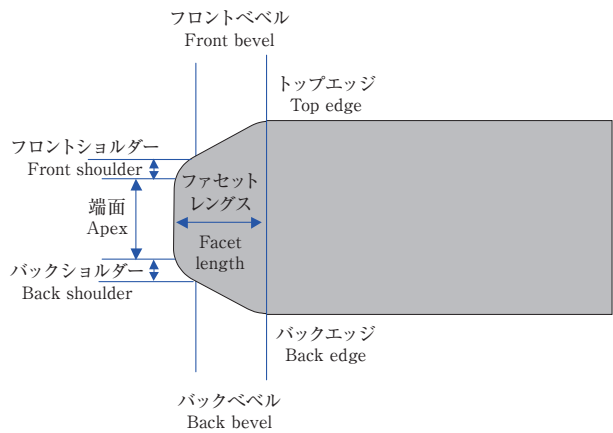 フロントベベル
Front bevel
トップエッジ
Top edge
フロントショルダー
Front shoulder
ファセット
レングス
端面
Apex
Facet
length
バックショルダー
Back shoulder
バックエッジ
Back edge
バックベベル
Back bevel